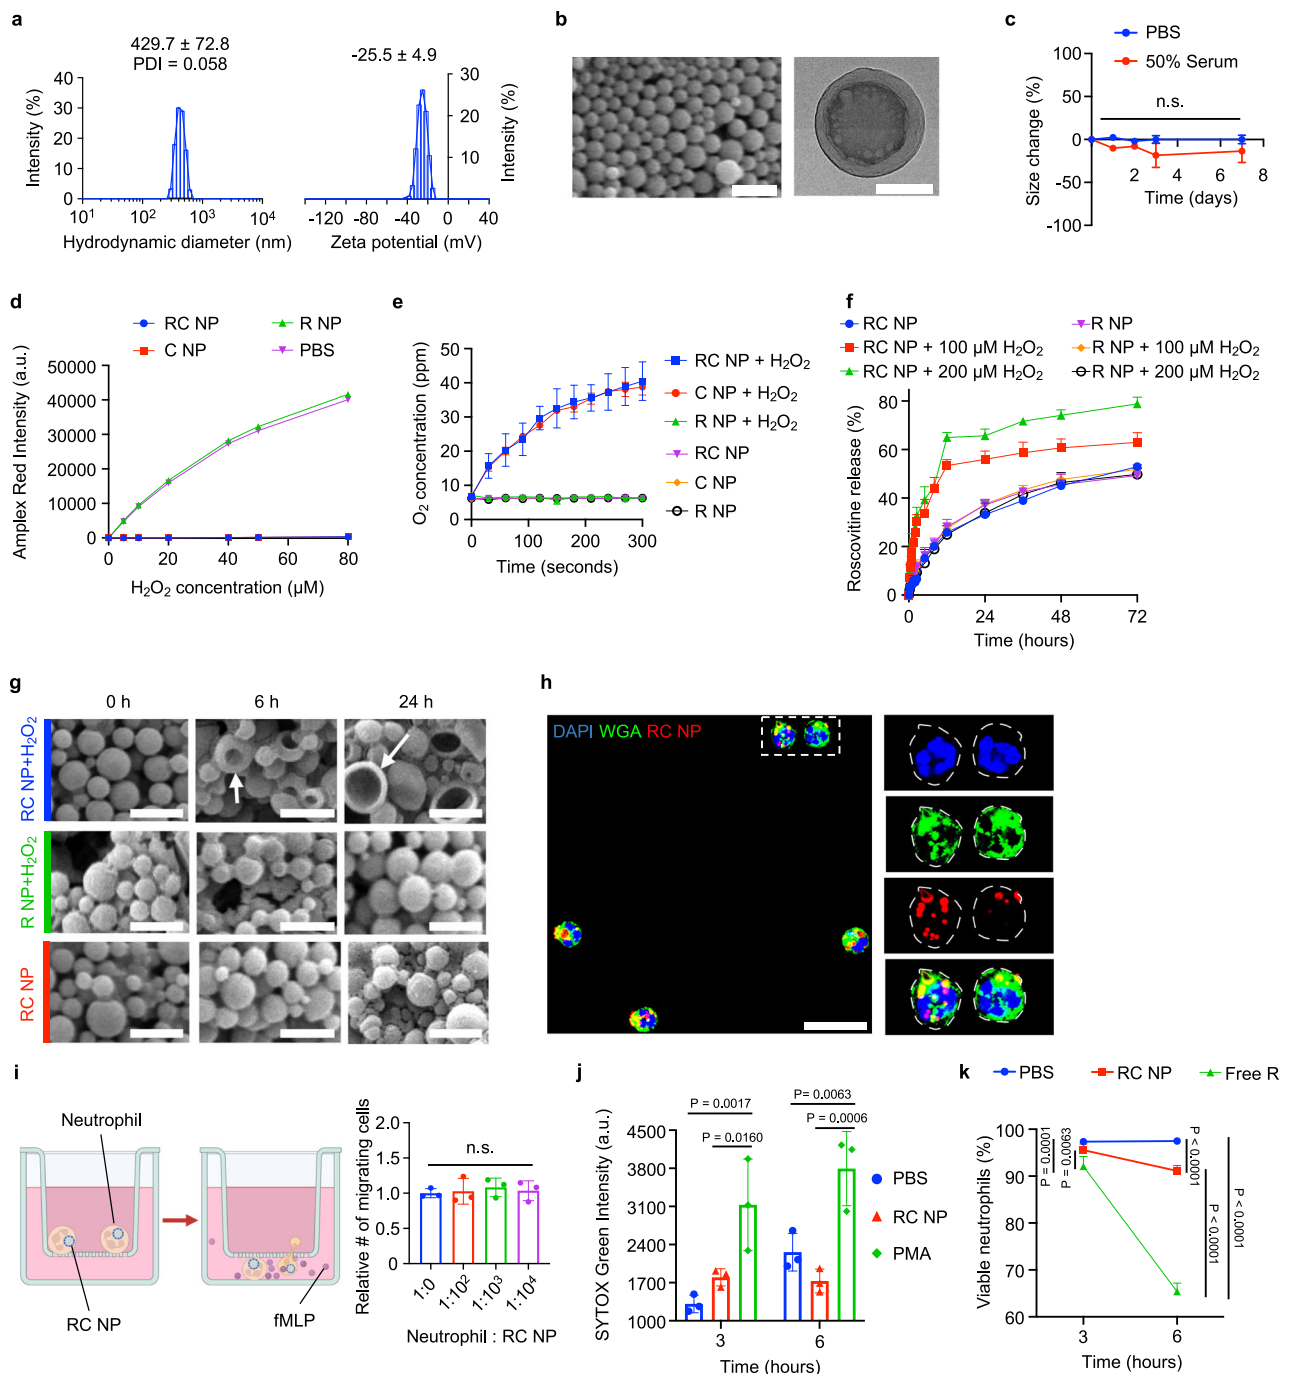 a
429.7 ± 72.8
PDI = 0.058
-25.5 ± 4.9
Intensity (%)
40
30
20
10
0
10¹ 10² 10³ 10⁴
Hydrodynamic diameter (nm)
30
20
10
0
Intensity (%)
-120 -80 -40 0 40
Zeta potential (mV)
b
c
PBS
50% Serum
n.s.
Size change (%)
100
50
0
-50
-100
2 4 6 8
Time (days)
d
RC NP
C NP
R NP
PBS
Amplex Red Intensity (a.u.)
50000
40000
30000
20000
10000
0
0 20 40 60 80
H₂O₂ concentration (µM)
e
O₂ concentration (ppm)
50
40
30
20
10
0
0 100 200 300
Time (seconds)
RC NP + H₂O₂
C NP + H₂O₂
R NP + H₂O₂
RC NP
C NP
R NP
f
RC NP
RC NP + 100 µM H₂O₂
RC NP + 200 µM H₂O₂
R NP
R NP + 100 µM H₂O₂
R NP + 200 µM H₂O₂
Roscovitine release (%)
80
60
40
20
0
0 24 48 72
Time (hours)
g
0 h 6 h 24 h
RC NP+H₂O₂
R NP+H₂O₂
RC NP
h
DAPI WGA RC NP
i
Neutrophil
RC NP
fMLP
Relative # of migrating cells
2.0
1.5
1.0
0.5
0.0
n.s.
1:0 1:10² 1:10³ 1:10⁴
Neutrophil : RC NP
j
P = 0.0017
P = 0.0160
P= 0.0063
P = 0.0006
SYTOX Green Intensity (a.u.)
4500
3800
3100
2400
1700
1000
3 6
Time (hours)
PBS
RC NP
PMA
k
PBS RC NP Free R
Viable neutrophils (%)
100
90
80
70
60
3 6
Time (hours)
P = 0.0001
P = 0.0063
P < 0.0001
P < 0.0001
P < 0.0001